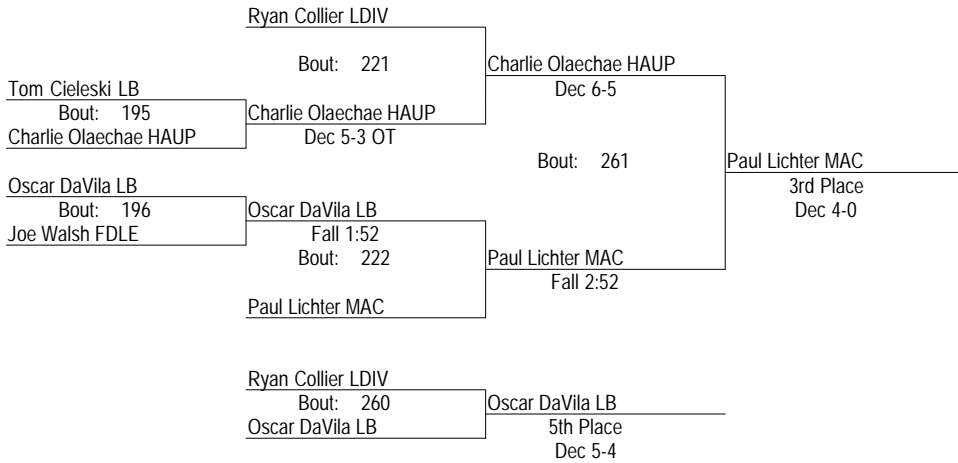 Ryan Collier LDIV
Bout: 221
Charlie Olaechae HAUP
Dec 6-5
Tom Cieleski LB
Bout: 195
Charlie Olaechae HAUP
Charlie Olaechae HAUP
Dec 5-3 OT
Bout: 261
Paul Lichter MAC
3rd Place
Dec 4-0
Oscar DaVila LB
Bout: 196
Joe Walsh FDLE
Oscar DaVila LB
Fall 1:52
Bout: 222
Paul Lichter MAC
Fall 2:52
Paul Lichter MAC
Ryan Collier LDIV
Bout: 260
Oscar DaVila LB
Oscar DaVila LB
5th Place
Dec 5-4